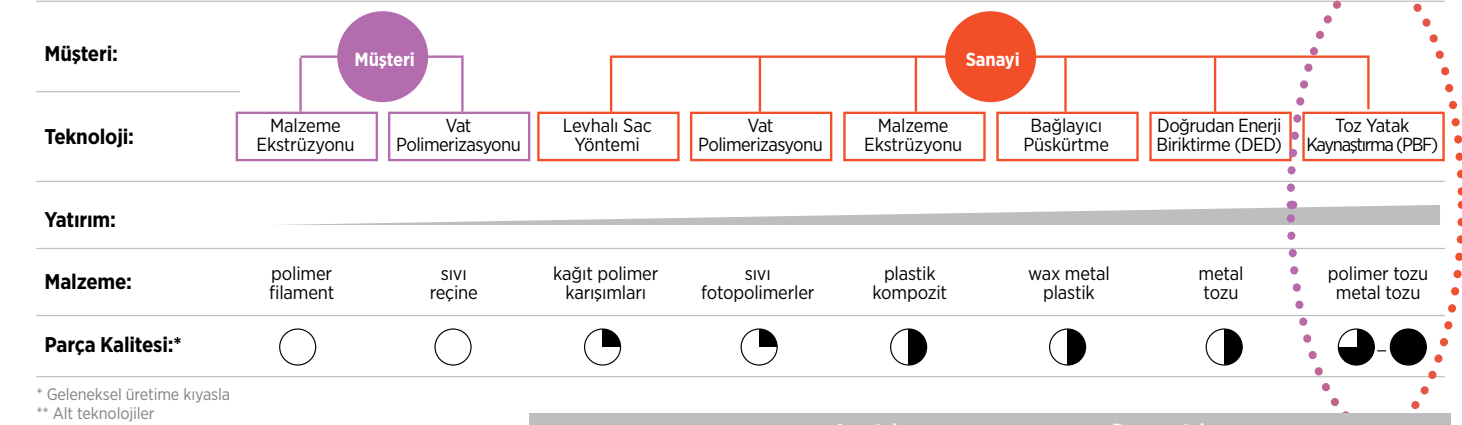 Müşteri:
Müşteri
Sanayi
Teknoloji:
Malzeme
Ekstrüzyonu
Vat
Polimerizasyonu
Levhalı Sac
Yöntemi
Vat
Polimerizasyonu
Malzeme
Ekstrüzyonu
Bağlayıcı
Püskürtme
Doğrudan Enerji
Biriktirme (DED)
Toz Yatak
Kaynaştırma (PBF)
Yatırım:
Malzeme:
polimer
filament
sıvı
reçine
kağıt polimer
karışımları
sıvı
fotopolimerler
plastik
kompozit
wax metal
plastik
metal
tozu
polimer tozu
metal tozu
Parça Kalitesi:*
–
* Geleneksel üretime kıyasla
** Alt teknolojiler